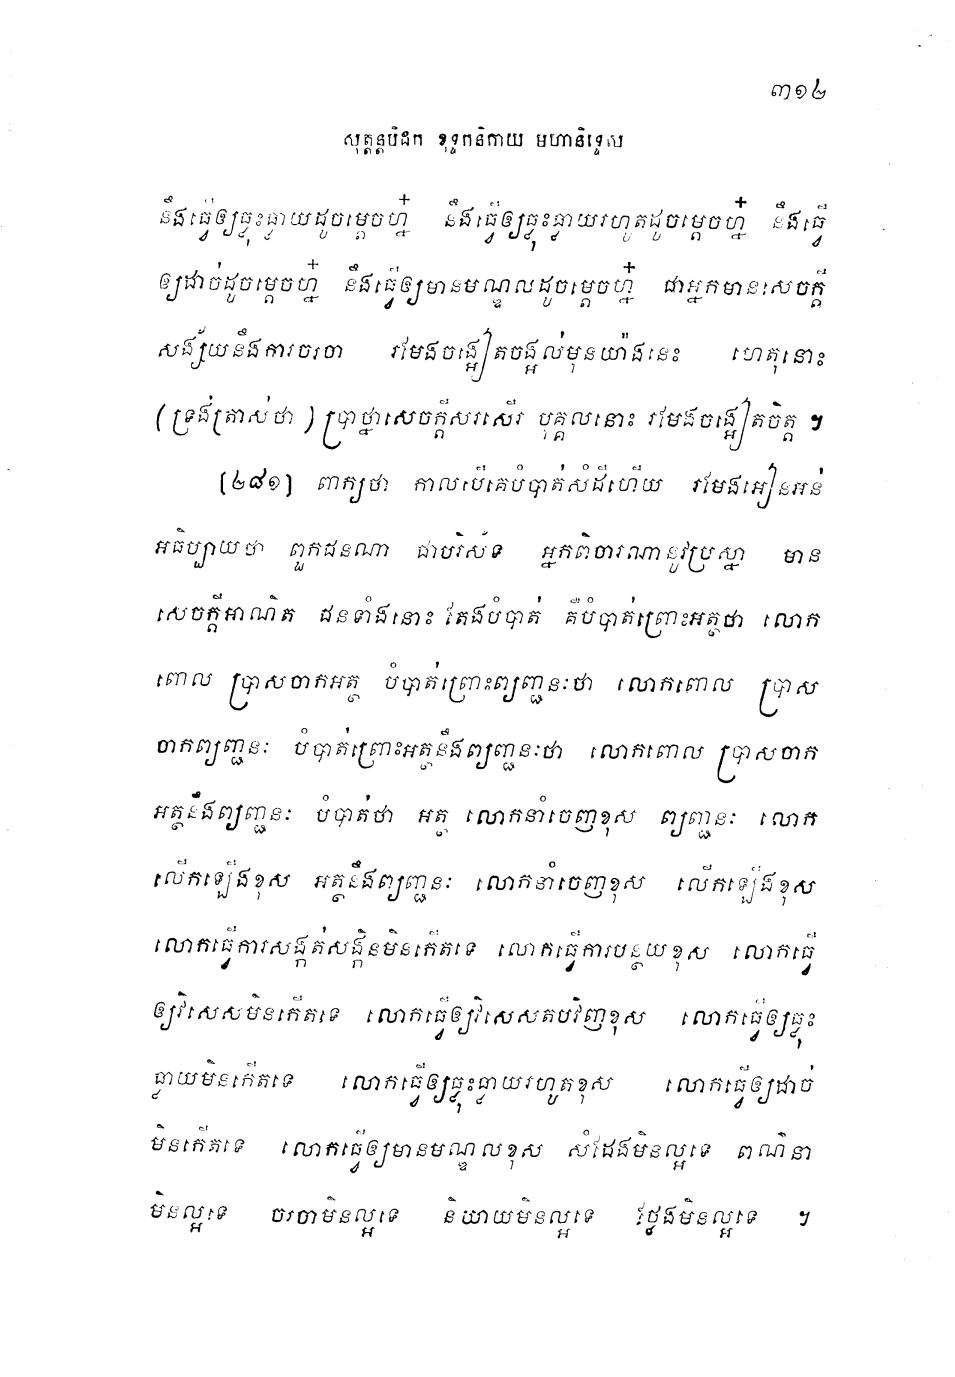 ៣១៤
សុត្តន្តបិដក ខុទ្ទកនិកាយ មហានិទ្ទេស
នឹងធ្វើឲ្យធ្លុះធ្លាយដូចម្តេចហ្ន៎ នឹងធ្វើឲ្យធ្លុះធ្លាយរហូតដូចម្តេចហ្ន៎ នឹងធ្វើ
ឲ្យដាច់ដូចម្តេចហ្ន៎ នឹងធ្វើឲ្យមានមណ្ឌលដូចម្តេចហ្ន៎ ជាអ្នកមានសេចក្តី
សង្ស័យនឹងការចរចា រមែងចង្អៀតចង្អល់មុនយ៉ាងនេះ ហេតុនោះ
(ទ្រង់ត្រាស់ថា ) ប្រាថ្នាសេចក្តីសរសើរ បុគ្គលនោះ រមែងចង្អៀតចិត្ត ។
(២៨១) ពាក្យថា កាលបើគេបំបាត់សំដីហើយ រមែងអៀនអន់
អធិប្បាយថា ពួកជនណា ជាបរិស័ទ អ្នកពិចារណានូវប្រស្នា មាន
សេចក្តីអាណិត ជនទាំងនោះ តែងបំបាត់ គឺបំបាត់ព្រោះអត្ថថា លោក
ពោល ប្រាសចាកអត្ថ បំបាត់ព្រោះព្យញ្ជនៈថា លោកពោល ប្រាស
ចាកព្យញ្ជនៈ បំបាត់ព្រោះអត្ថនឹងព្យញ្ជនៈថា លោកពោល ប្រាសចាក
អត្ថនឹងព្យញ្ជនៈ បំបាត់ថា អត្ថ លោកនាំចេញខុស ព្យញ្ជនៈ លោក
លើកឡើងខុស អត្ថនឹងព្យញ្ជនៈ លោកនាំចេញខុស លើកឡើងខុស
លោកធ្វើការសង្កត់សង្កិនមិនកើតទេ លោកធ្វើការបន្ថយខុស លោកធ្វើ
ឲ្យវិសេសមិនកើតទេ លោកធ្វើឲ្យវិសេសតបវិញខុស លោកធ្វើឲ្យធ្លុះ
ធ្លាយមិនកើតទេ លោកធ្វើឲ្យធ្លុះធ្លាយរហូតខុស លោកធ្វើឲ្យដាច់
មិនកើតទេ លោកធ្វើឲ្យមានមណ្ឌលខុស សំដែងមិនល្អទេ ពណ៌នា
មិនល្អទេ ចរចាមិនល្អទេ និយាយមិនល្អទេ ថ្លែងមិនល្អទេ ។